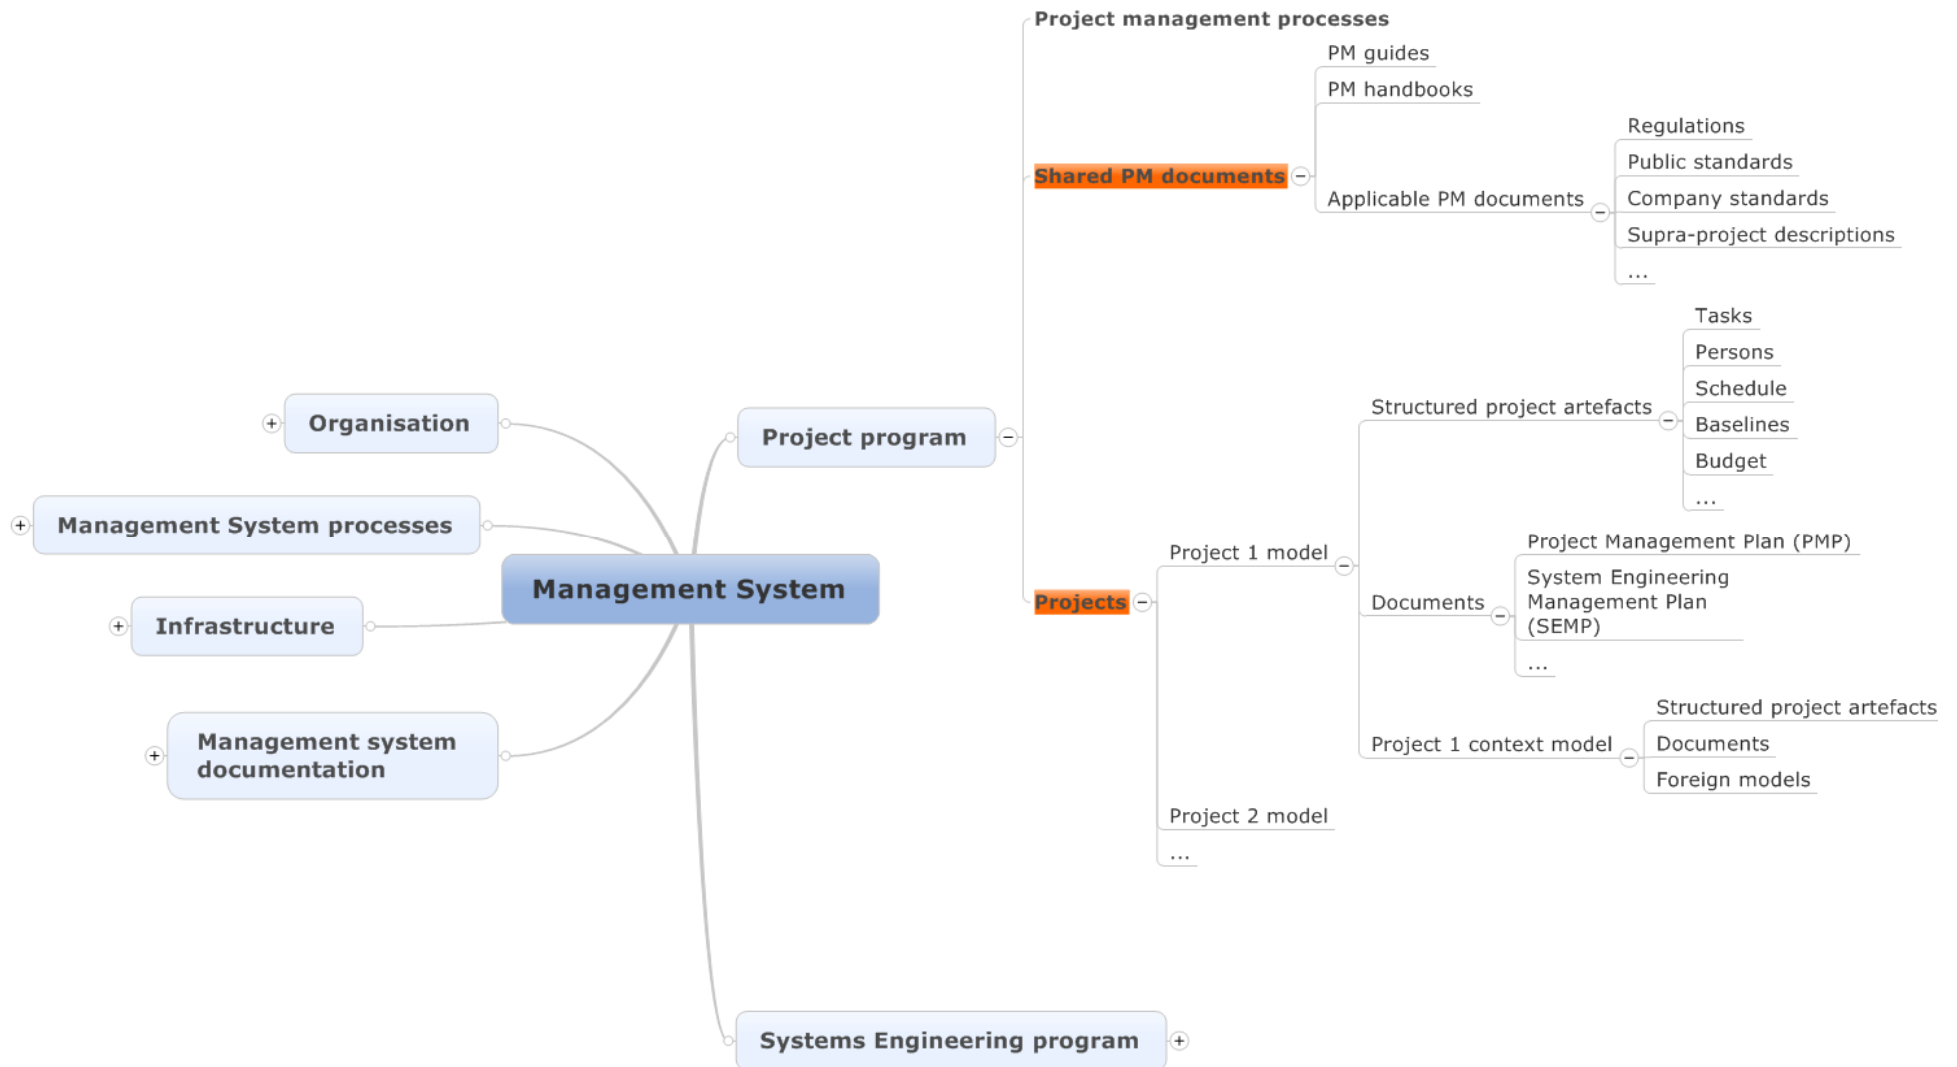 Project management processes
PM guides
PM handbooks
Regulations
Public standards
Shared PM documents
Applicable PM documents
Company standards
Supra-project descriptions
...
Tasks
Persons
Schedule
Structured project artefacts
Baselines
Budget
...
Organisation
Project program
Management System processes
Management System
Infrastructure
Management system
documentation
Projects
Project 1 model
Project Management Plan (PMP)
System Engineering
Management Plan
(SEMP)
Documents
...
Structured project artefacts
Project 1 context model
Documents
Foreign models
Project 2 model
...
Systems Engineering program